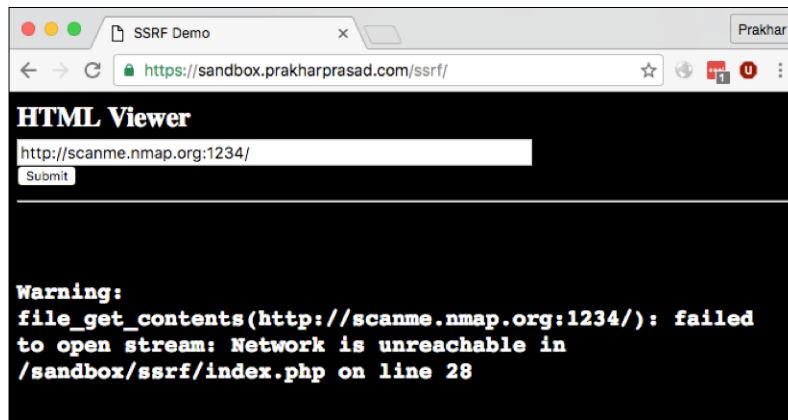 SSRF Demo
Prakhar
https://sandbox.prakharprasad.com/ssrf/
1
HTML Viewer
http://scanme.nmap.org:1234/
Submit
Warning:
file_get_contents(http://scanme.nmap.org:1234/): failed
to open stream: Network is unreachable in
/sandbox/ssrf/index.php on line 28